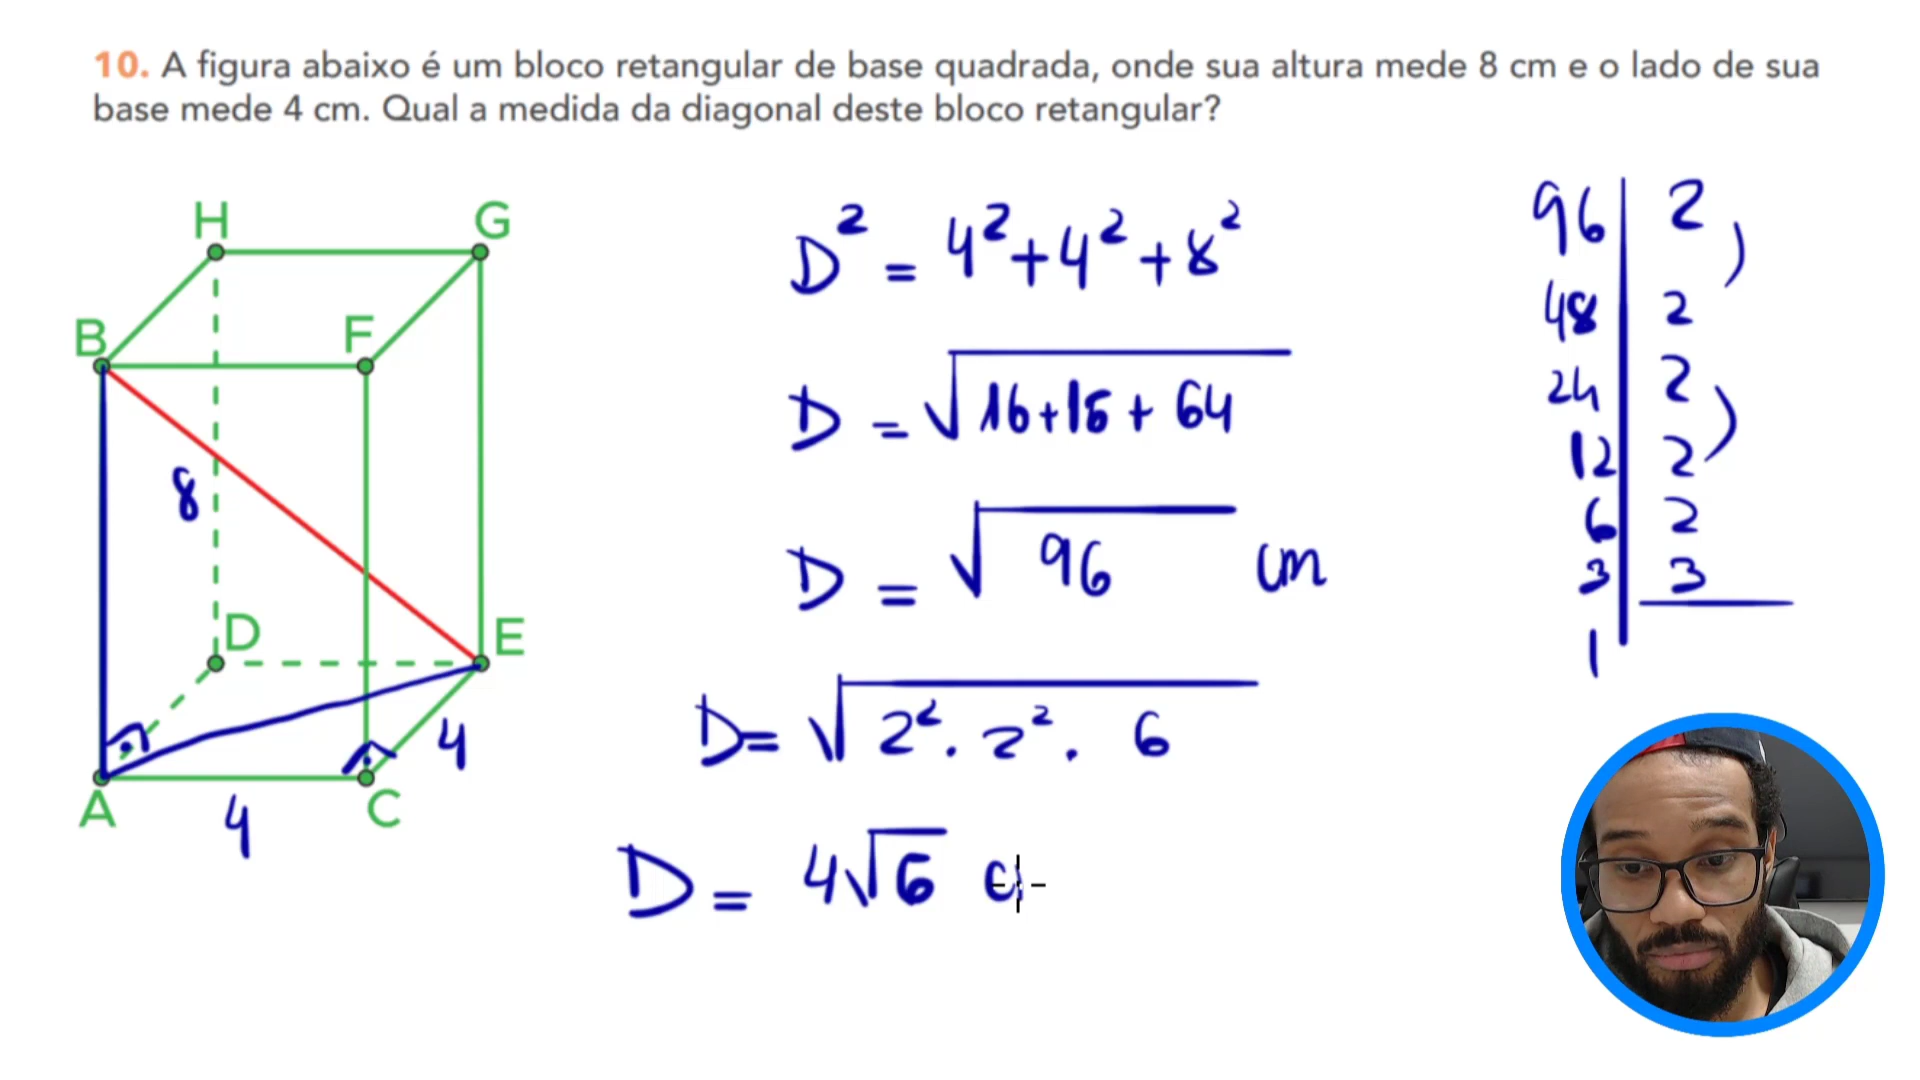 10. A figura abaixo é um bloco retangular de base quadrada, onde sua altura mede 8 cm e o lado de sua
base mede 4 cm. Qual a medida da diagonal deste bloco retangular?
H G
B F
8
D E
4
A C
4
D² = 4² + 4² + 8²
D = √16+16+64
D = √96 cm
D = √2² . 2² . 6
D = 4√6 c
96 2
48 2
24 2
12 2
6 2
3 3
1